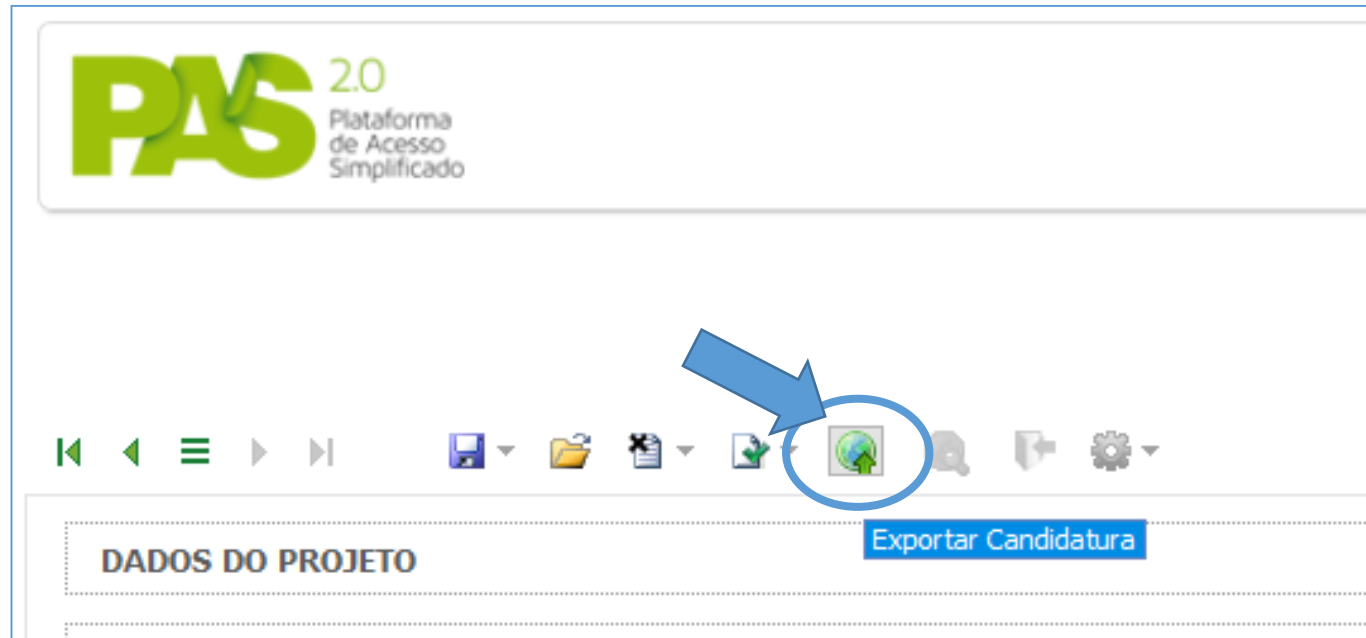 PAS
2.0
Plataforma
de Acesso
Simplificado
Exportar Candidatura
DADOS DO PROJETO